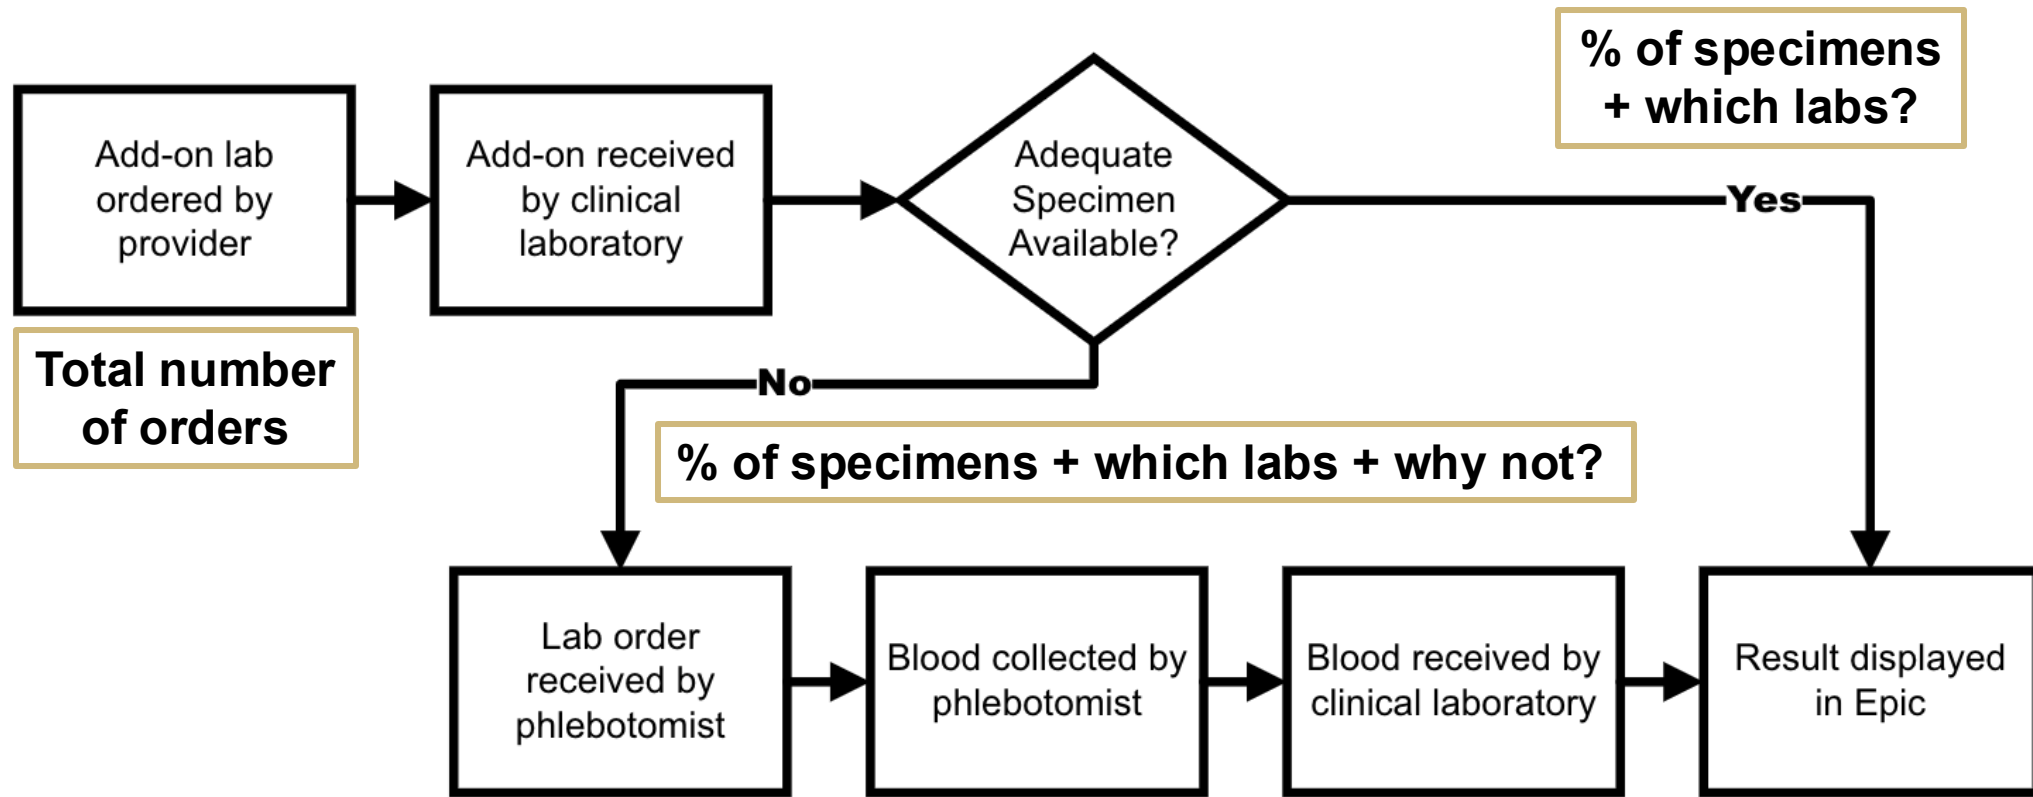 Add-on lab
ordered by
provider
Add-on received
by clinical
laboratory
Adequate
Specimen
Available?
% of specimens
+ which labs?
Yes
Total number
of orders
No
% of specimens + which labs + why not?
Lab order
received by
phlebotomist
Blood collected by
phlebotomist
Blood received by
clinical laboratory
Result displayed
in Epic